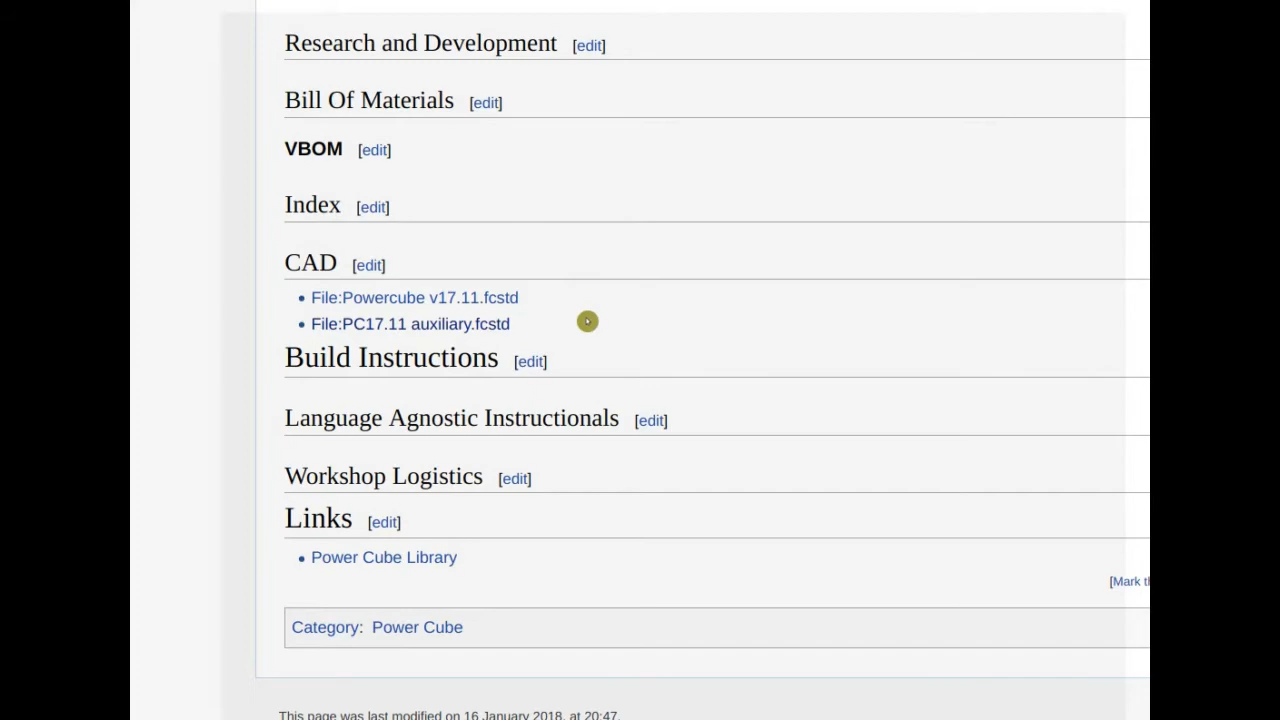 Research and Development [edit]
Bill Of Materials [edit]
VBOM [edit]
Index [edit]
CAD [edit]
• File:Powercube v17.11.fcstd
• File:PC17.11 auxiliary.fcstd
Build Instructions [edit]
Language Agnostic Instructionals [edit]
Workshop Logistics [edit]
Links [edit]
• Power Cube Library
[Mark
Category: Power Cube
This page was last modified on 16 January 2018, at 20:47.